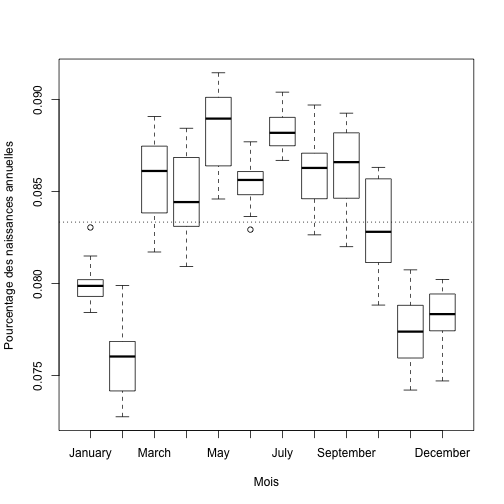 Pourcentage des naissances annuelles
0.090
0.085
0.080
0.075
January March May July September December
Mois